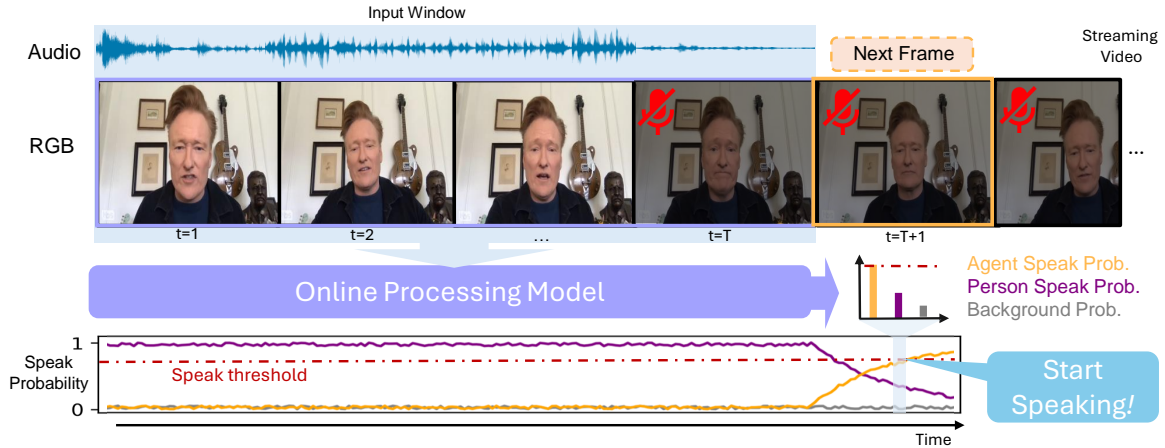 Input Window
Audio
Next Frame
Streaming
Video
RGB
...
t=1
t=2
...
t=T
t=T+1
Online Processing Model
Agent Speak Prob.
Person Speak Prob.
Background Prob.
Speak
Probability
1
0
Speak threshold
Start
Speaking!
Time